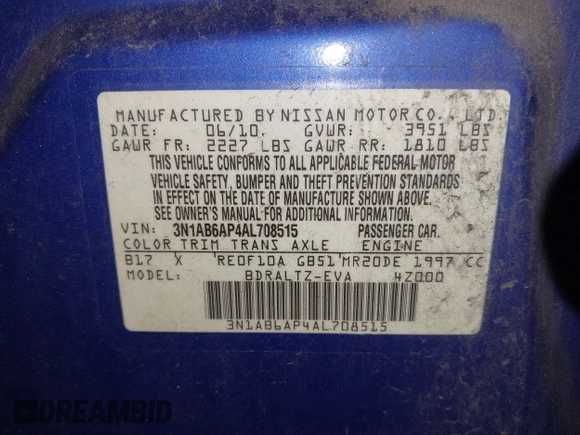 MANUFACTURED BY NISSAN MOTOR CO., LTD.
DATE: 06/10. GVWR: 3951 LBS
GAWR FR: 2227 LBS GAWR RR: 1810 LBS
THIS VEHICLE CONFORMS TO ALL APPLICABLE FEDERAL MOTOR
VEHICLE SAFETY, BUMPER AND THEFT PREVENTION STANDARDS
IN EFFECT ON THE DATE OF MANUFACTURE SHOWN ABOVE.
SEE OWNER'S MANUAL FOR ADDITIONAL INFORMATION.
VIN: 3N1AB6AP4AL708515 PASSENGER CAR.
COLOR TRIM TRANS AXLE ENGINE
B17 X RE0F10A GB51 MR20DE 1997 CC
MODEL: BDRALTZ-EVA 4Z000
3N1AB6AP4AL708515
DREAMBID